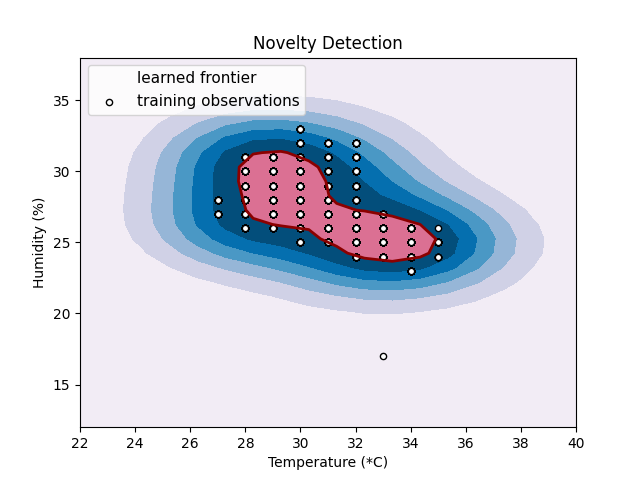 Novelty Detection
learned frontier
training observations
35
30
25
20
15
Humidity (%)
22 24 26 28 30 32 34 36 38 40
Temperature (*C)